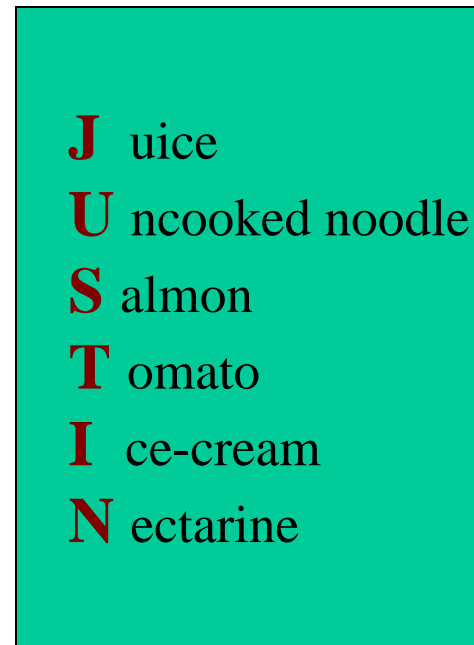 J uice
U ncooked noodle
S almon
T omato
I ce-cream
N ectarine